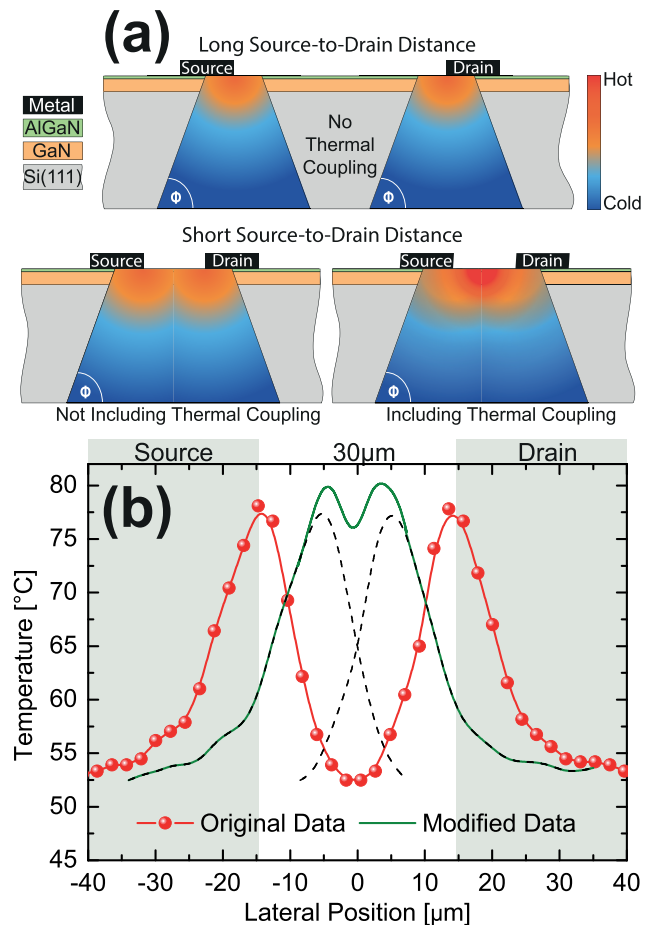 (a)
Long Source-to-Drain Distance
Source
Drain
Metal
AlGaN
GaN
Si(111)
No
Thermal
Coupling
Φ
Φ
Hot
Cold
Short Source-to-Drain Distance
Source
Drain
Source
Drain
Φ
Φ
Not Including Thermal Coupling
Including Thermal Coupling
Source
30µm
Drain
(b)
80
75
70
65
60
55
50
45
Temperature [°C]
Original Data
Modified Data
-40 -30 -20 -10 0 10 20 30 40
Lateral Position [µm]